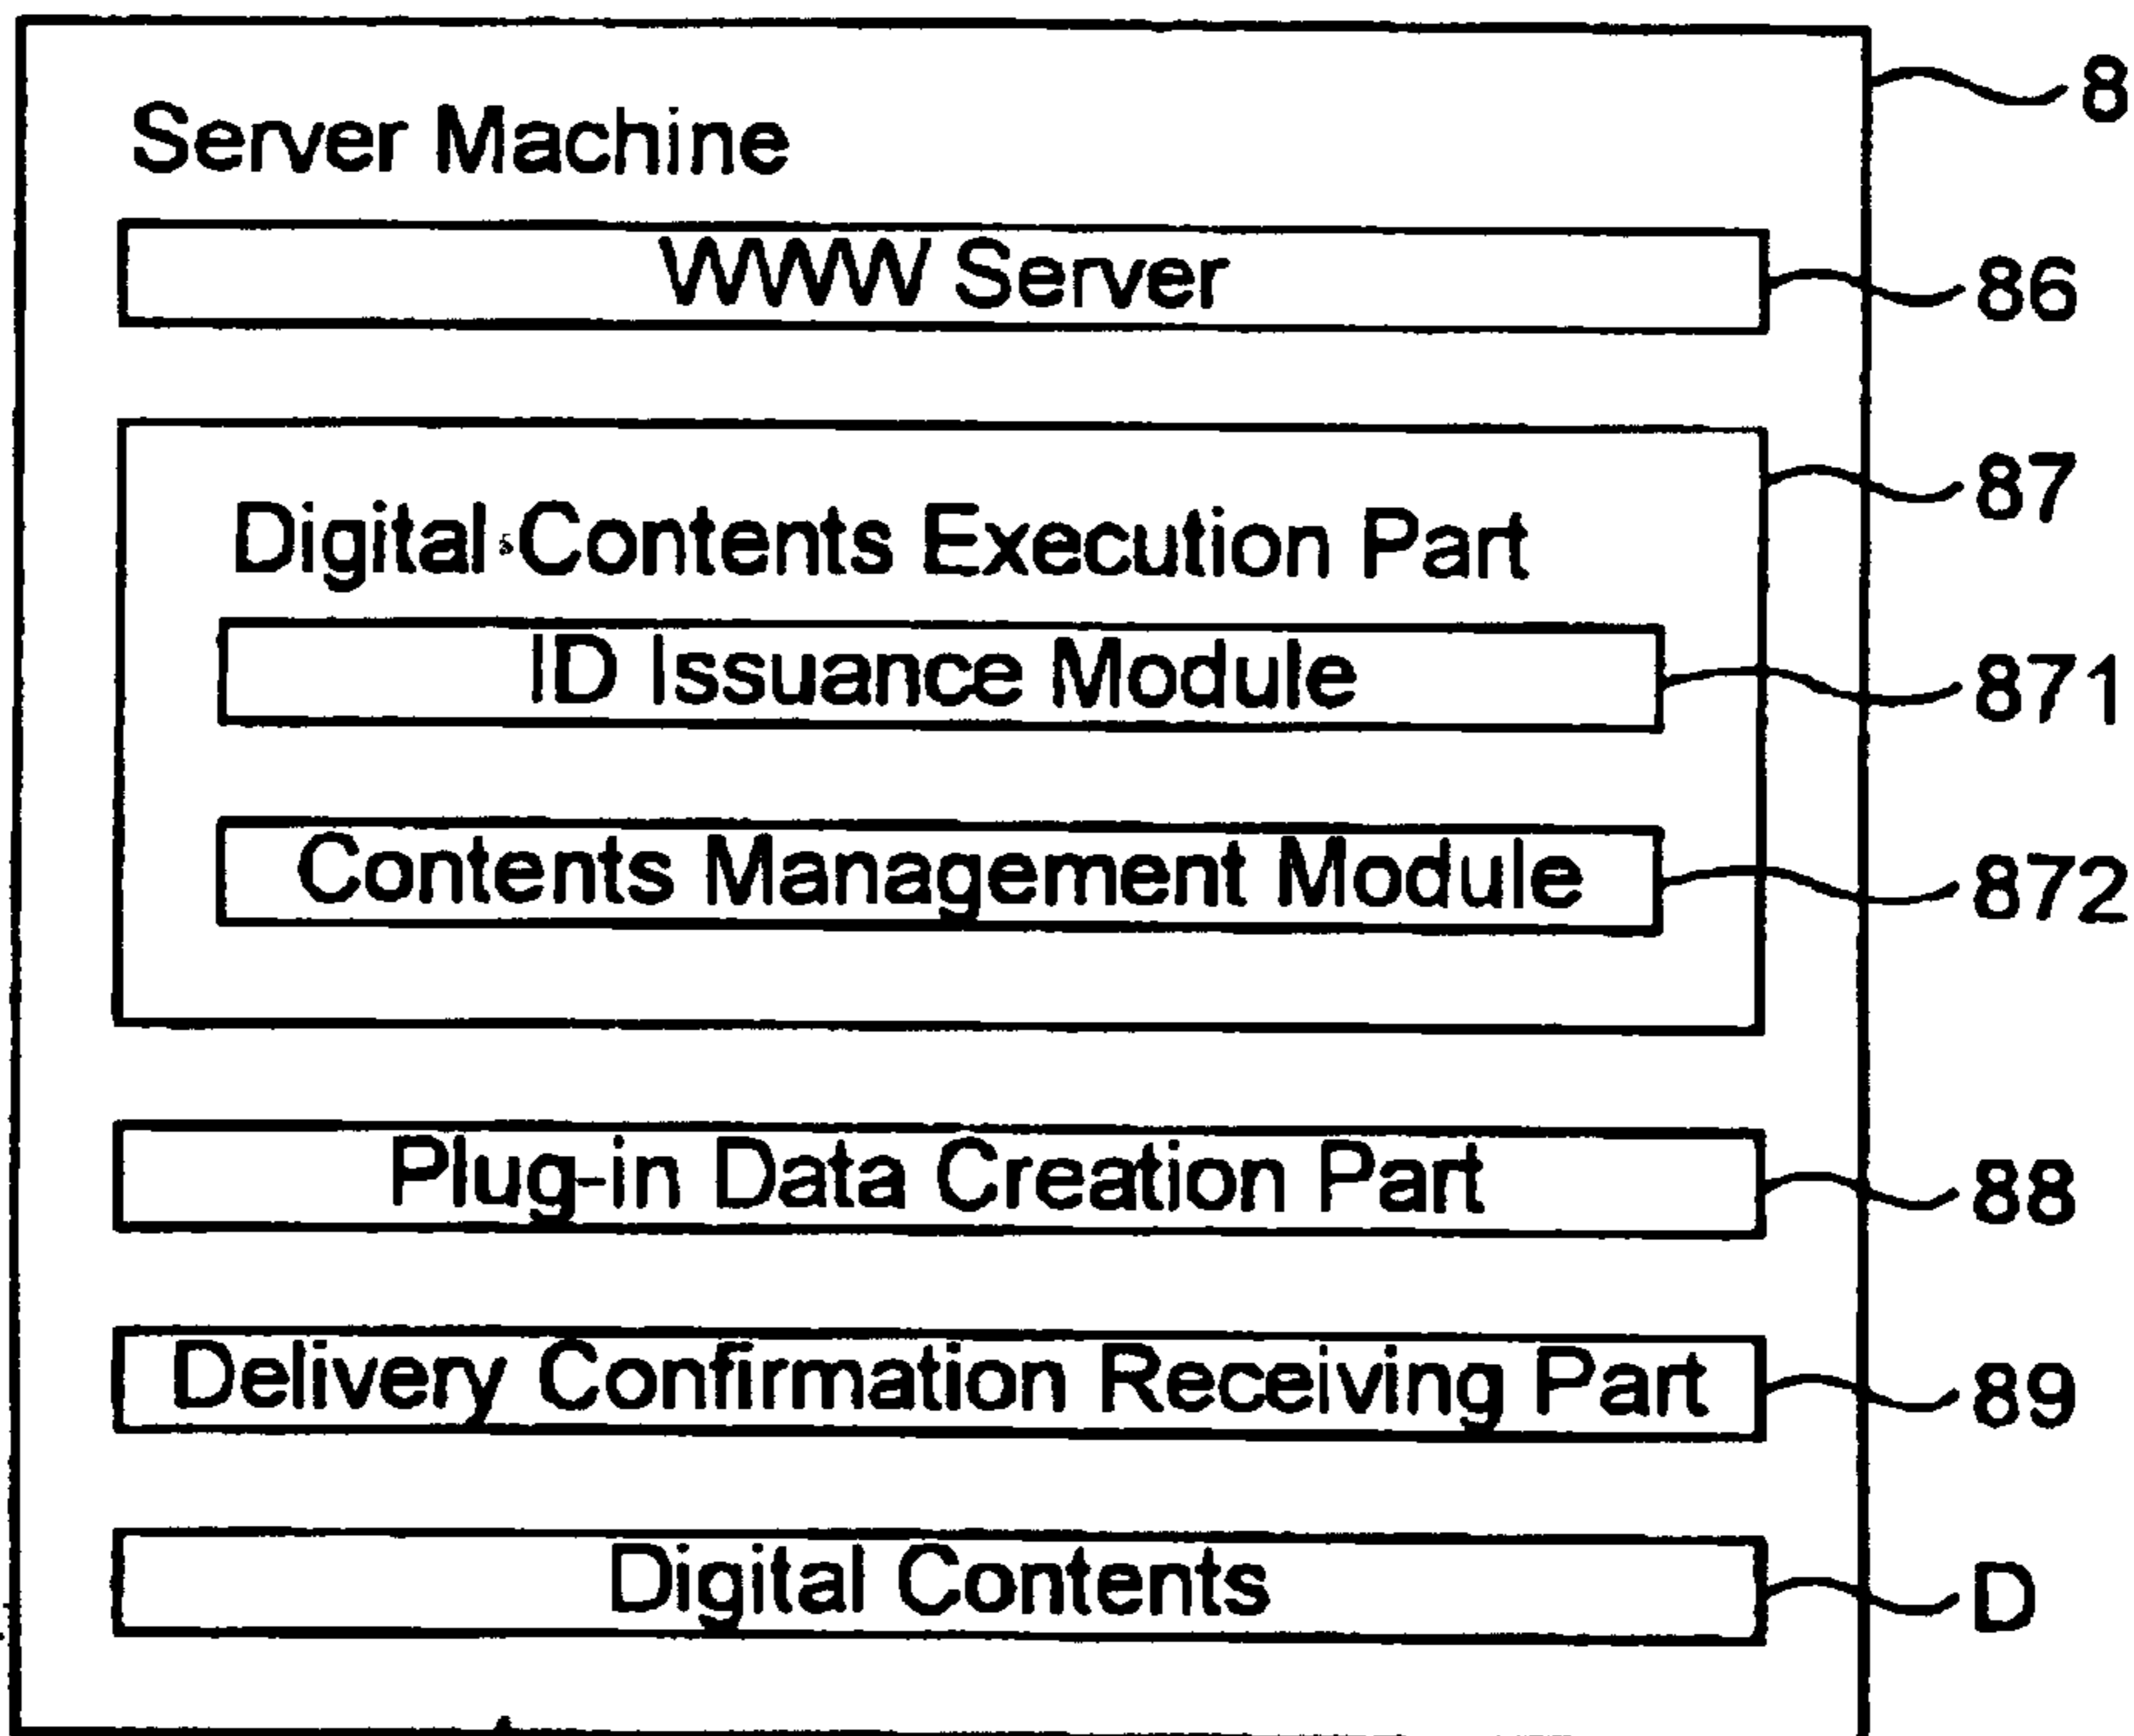 8
Server Machine
WWW Server 86
87
Digital Contents Execution Part
ID Issuance Module 871
Contents Management Module 872
Plug-in Data Creation Part 88
Delivery Confirmation Receiving Part 89
Digital Contents D